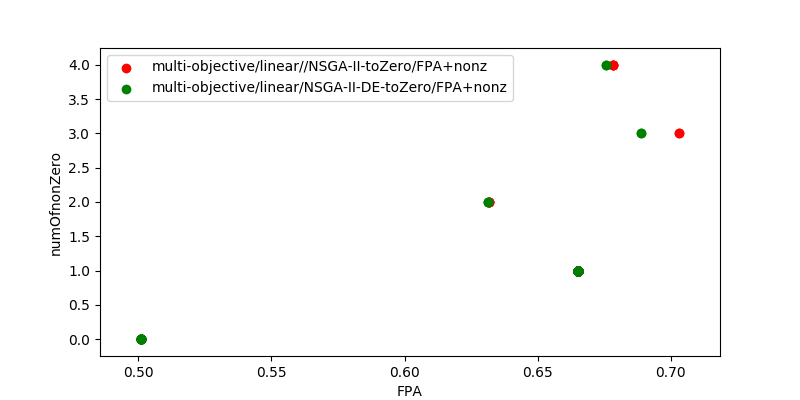 multi-objective/linear//NSGA-II-toZero/FPA+nonz
multi-objective/linear/NSGA-II-DE-toZero/FPA+nonz
4.0
3.5
3.0
2.5
2.0
1.5
1.0
0.5
0.0
numOfnonZero
0.50 0.55 0.60 0.65 0.70
FPA